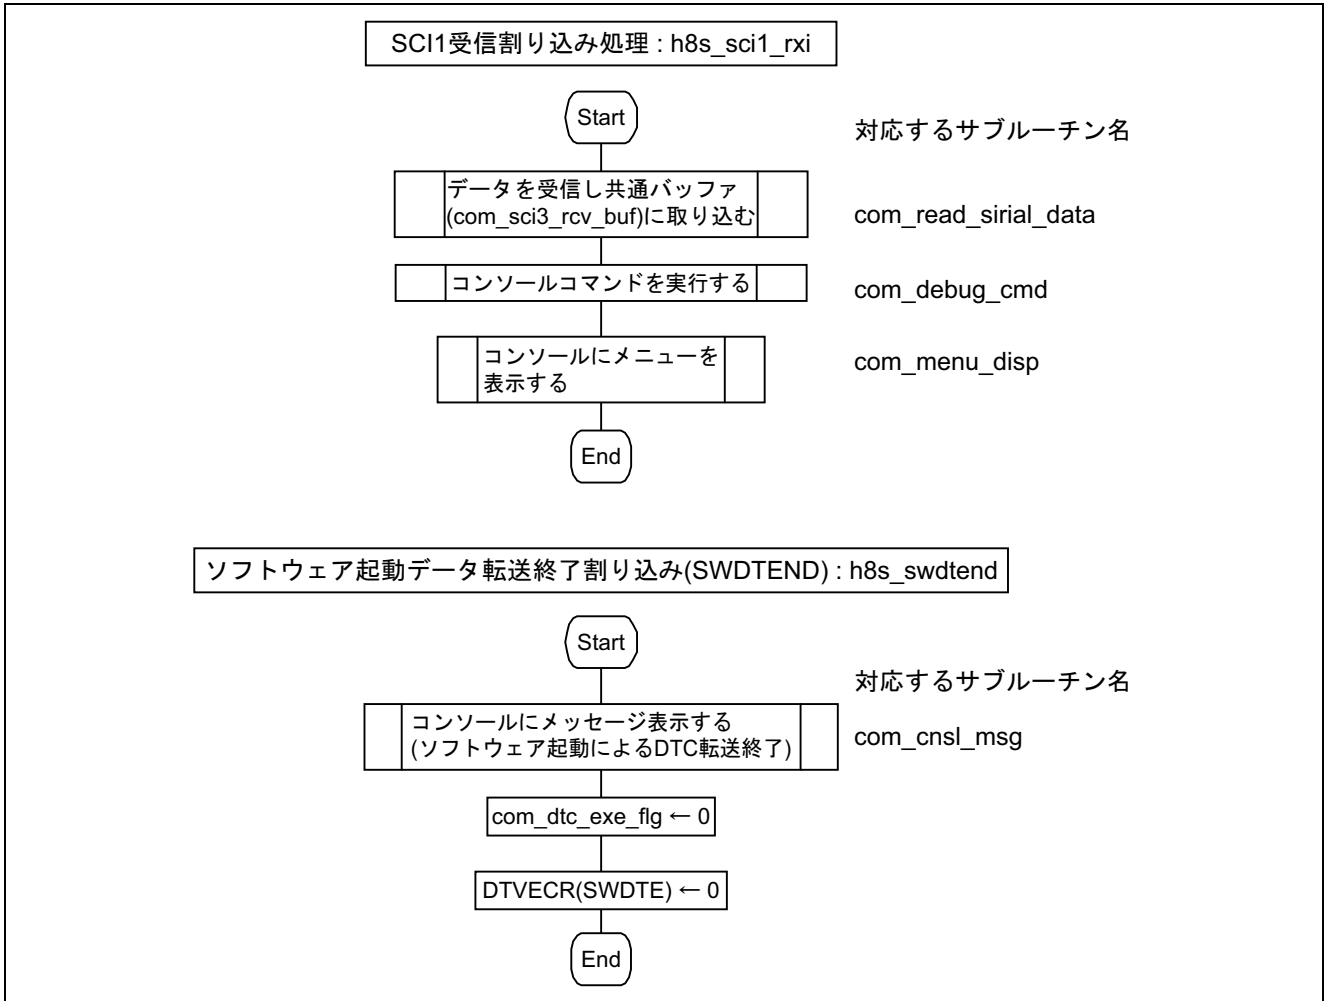 SCI1受信割り込み処理 : h8s_sci1_rxi
Start
対応するサブルーチン名
データを受信し共通バッファ
(com_sci3_rcv_buf)に取り込む
com_read_sirial_data
コンソールコマンドを実行する
com_debug_cmd
コンソールにメニューを
表示する
com_menu_disp
End
ソフトウェア起動データ転送終了割り込み(SWDTEND) : h8s_swdtend
Start
対応するサブルーチン名
コンソールにメッセージ表示する
(ソフトウェア起動によるDTC転送終了)
com_cnsl_msg
com_dtc_exe_flg ← 0
DTVECR(SWDTE) ← 0
End